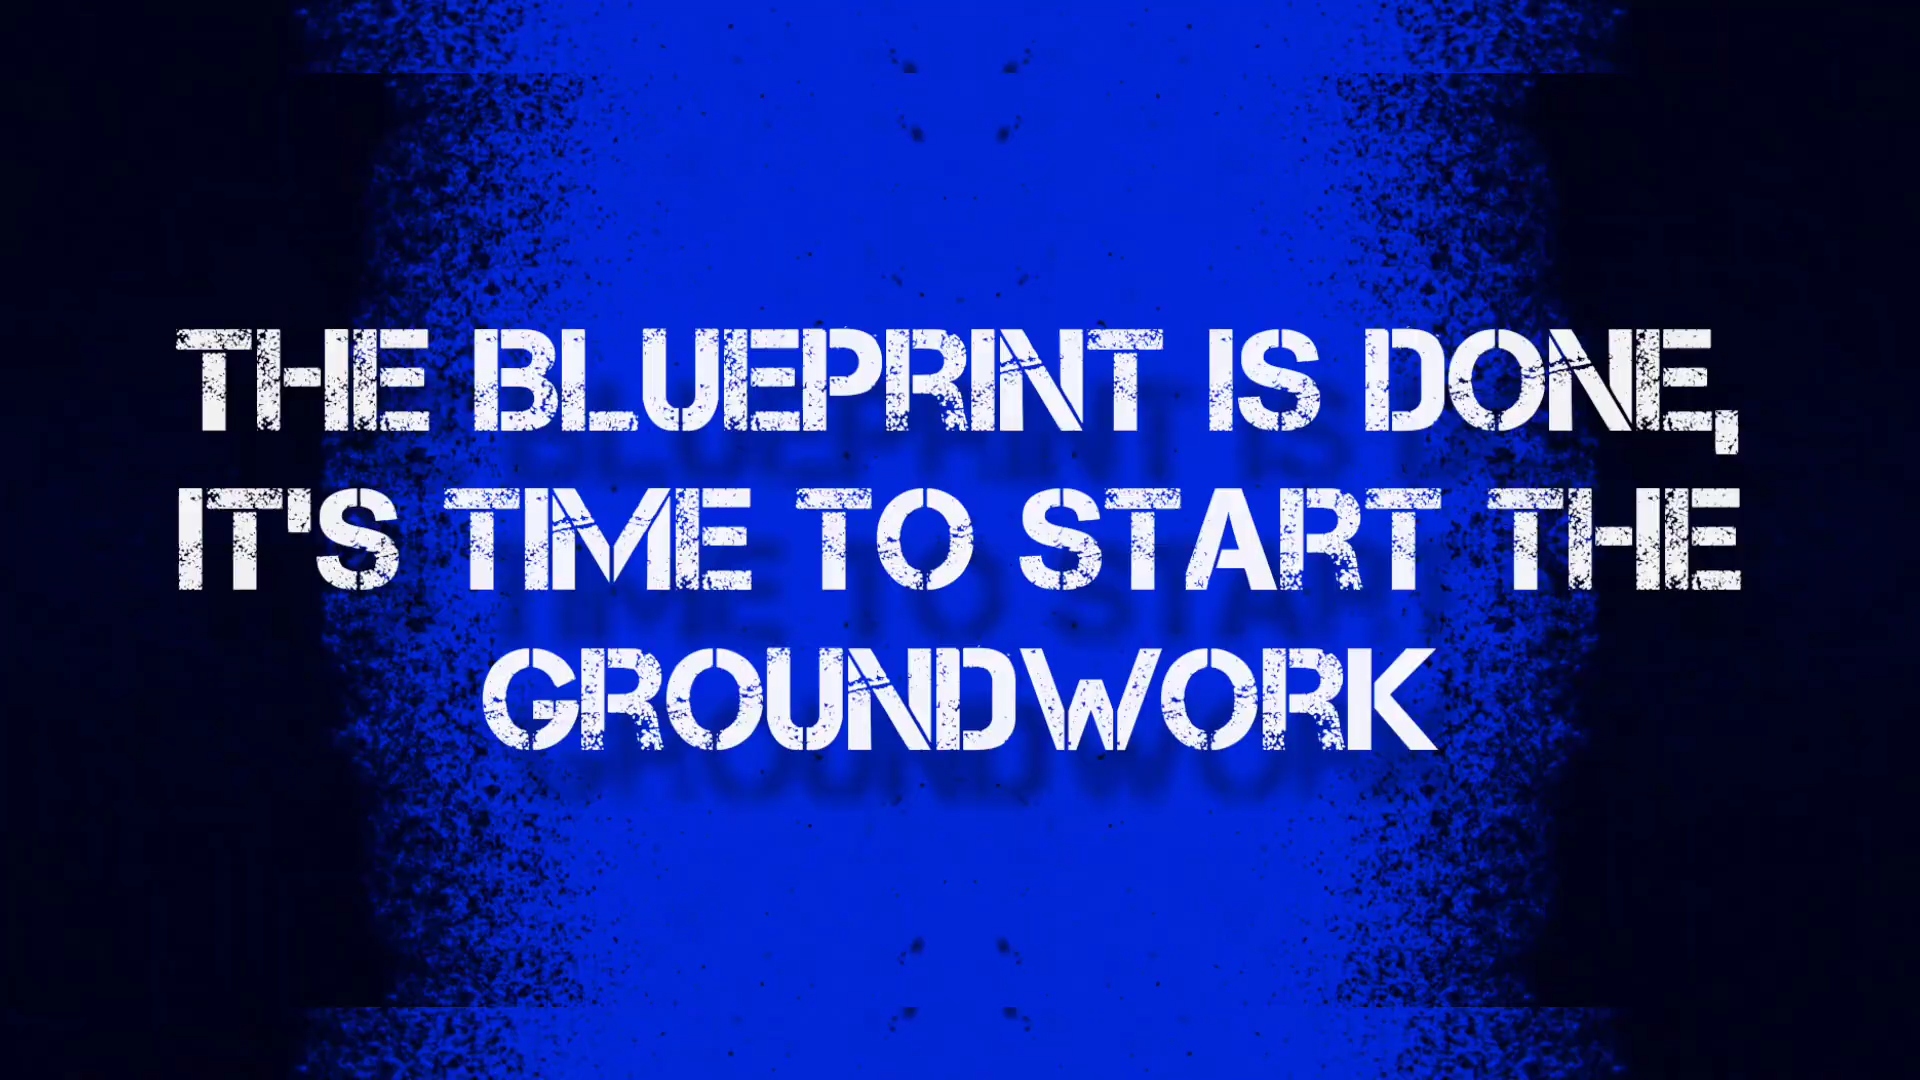 THE BLUEPRINT IS DONE,
IT'S TIME TO START THE
GROUNDWORK